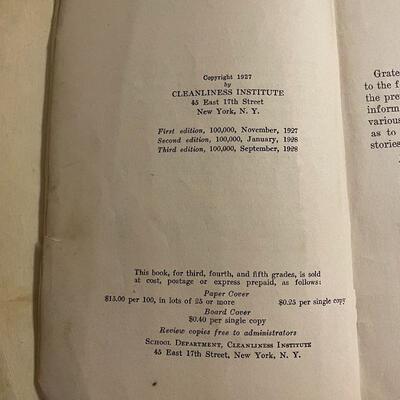 Copyright 1927
by
CLEANLINESS INSTITUTE
45 East 17th Street
New York, N. Y.
First edition, 100,000, November, 1927
Second edition, 100,000, January, 1928
Third edition, 100,000, September, 1928
This book, for third, fourth, and fifth grades, is sold
at cost, postage or express prepaid, as follows:
Paper Cover
$15.00 per 100, in lots of 25 or more $0.25 per single copy
Board Cover
$0.40 per single copy
Review copies free to administrators
SCHOOL DEPARTMENT, CLEANLINESS INSTITUTE
45 East 17th Street, New York, N. Y.
Grate
to the f
the pre
inform
various
as to
stories